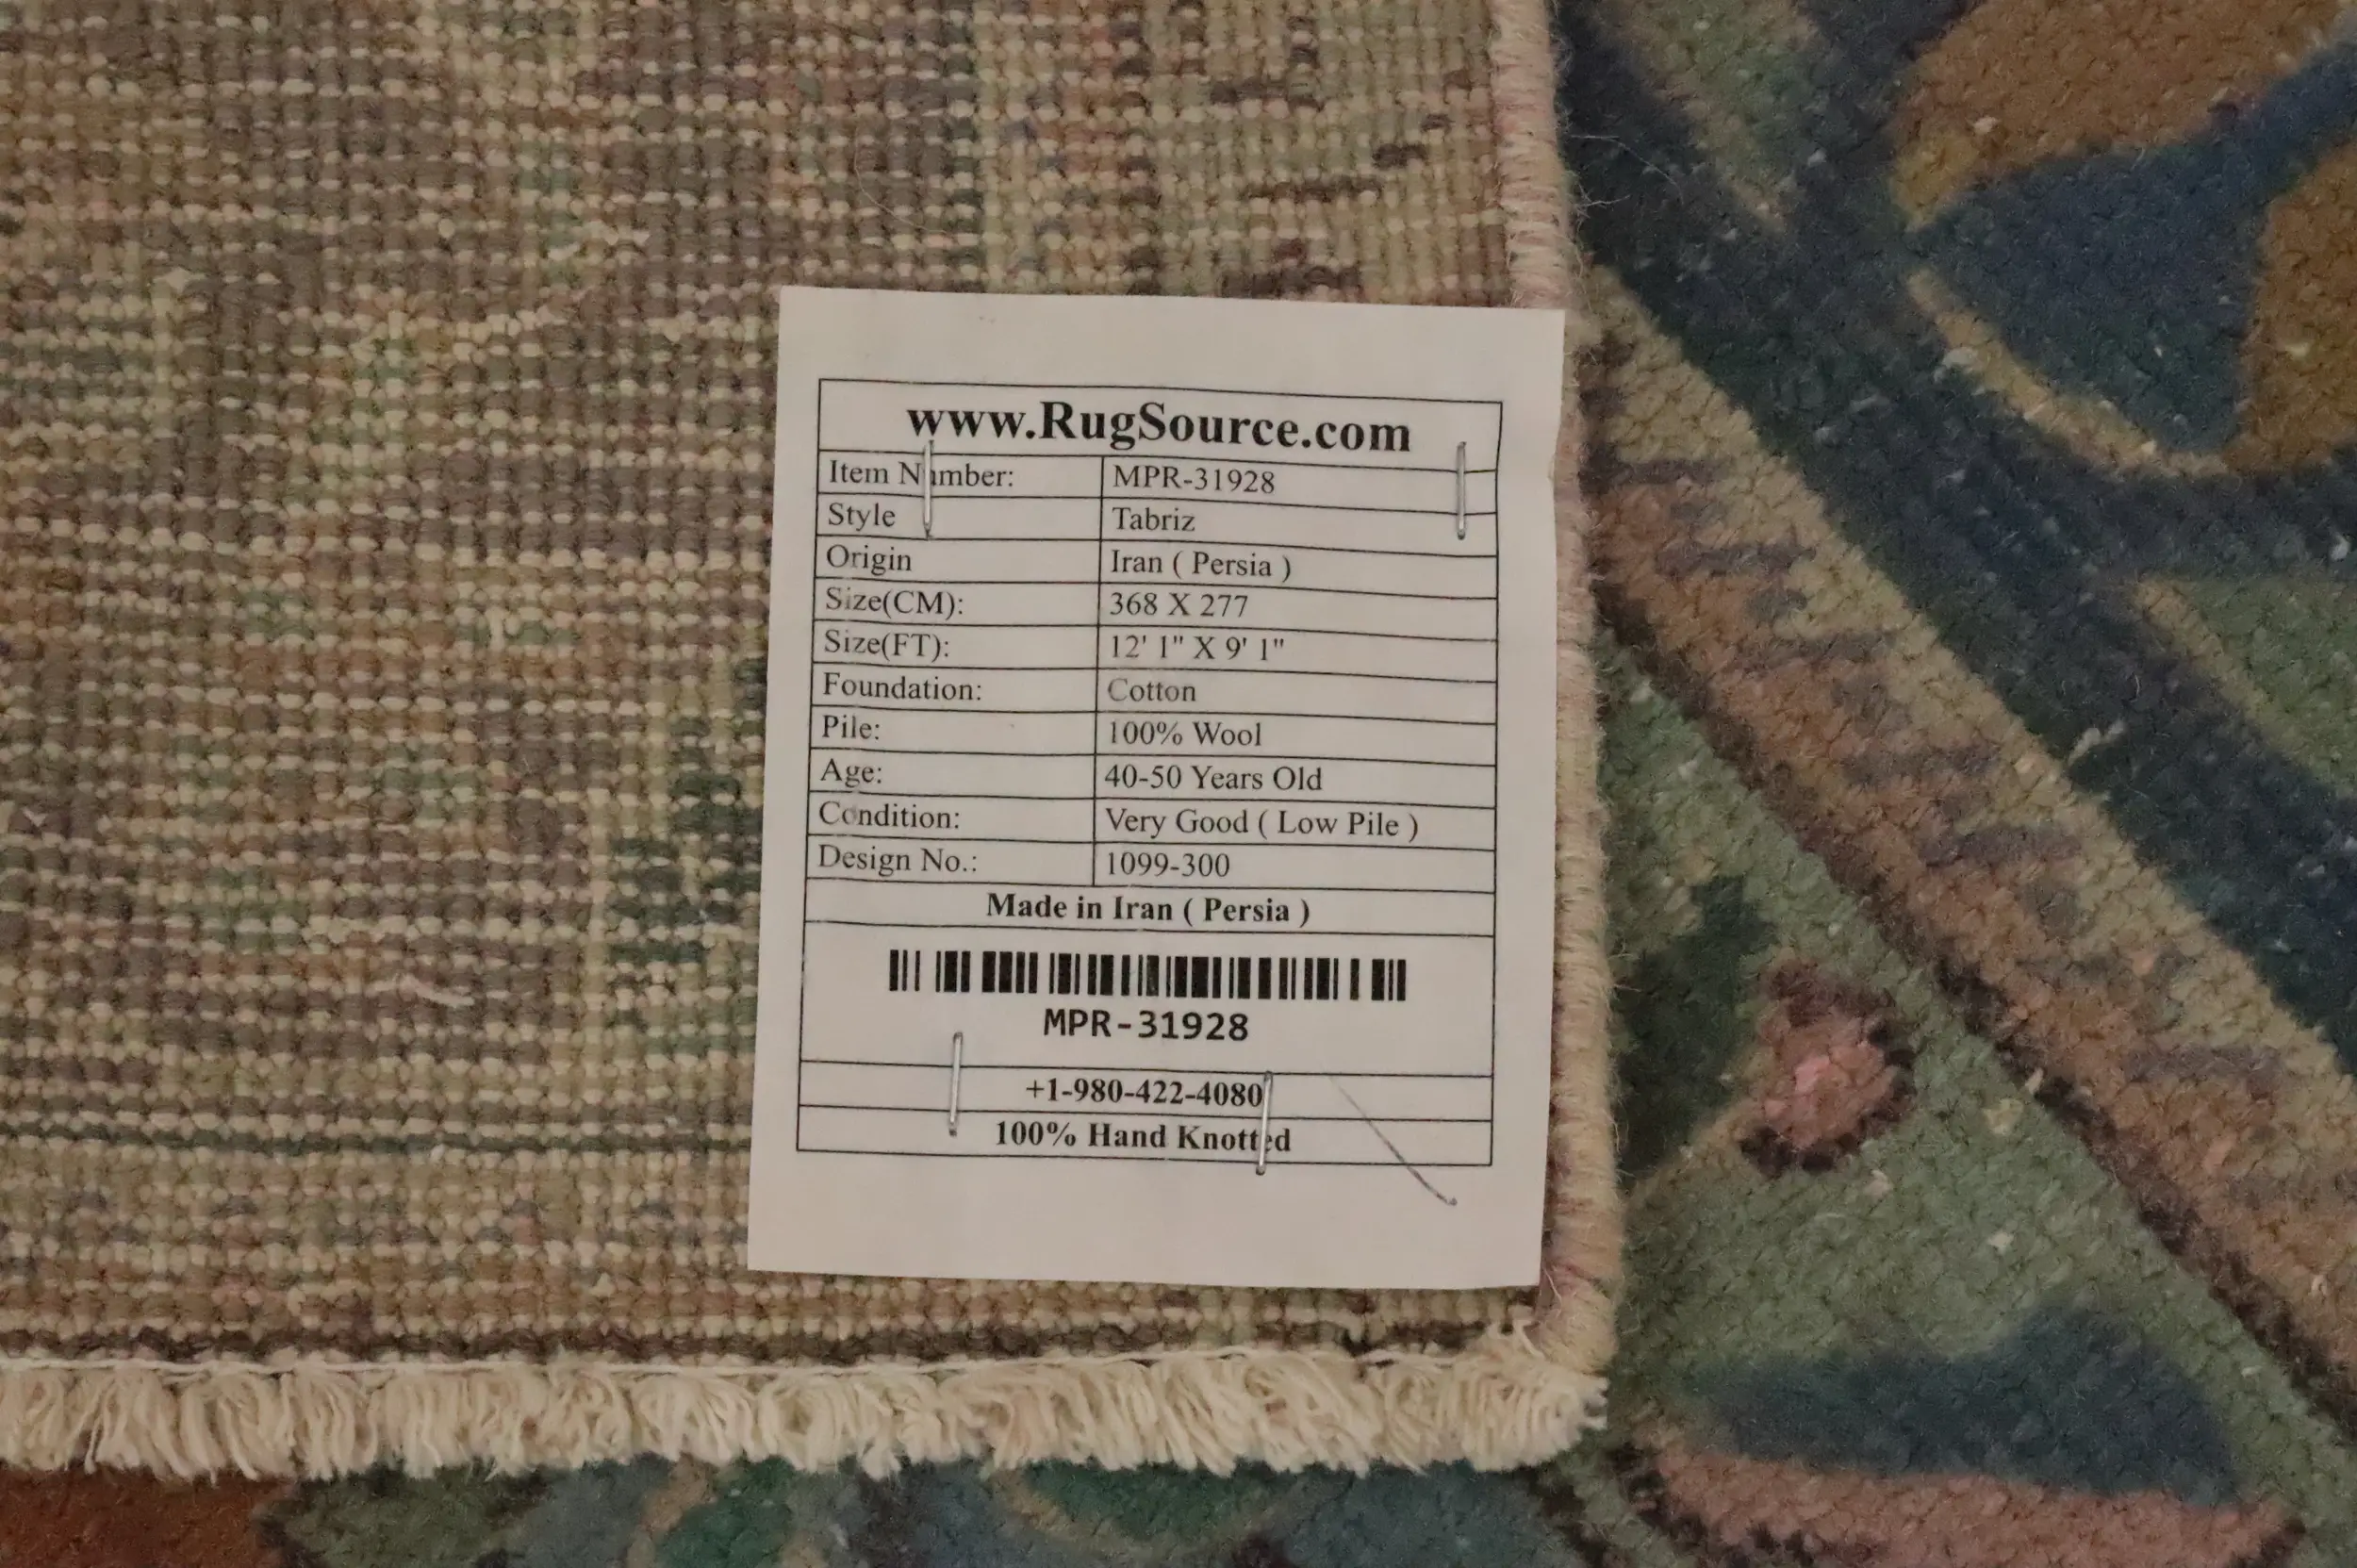 www.RugSource.com
Item Number: MPR-31928
Style Tabriz
Origin Iran ( Persia )
Size(CM): 368 X 277
Size(FT): 12' 1" X 9' 1"
Foundation: Cotton
Pile: 100% Wool
Age: 40-50 Years Old
Condition: Very Good ( Low Pile )
Design No.: 1099-300
Made in Iran ( Persia )
MPR-31928
+1-980-422-4080
100% Hand Knotted